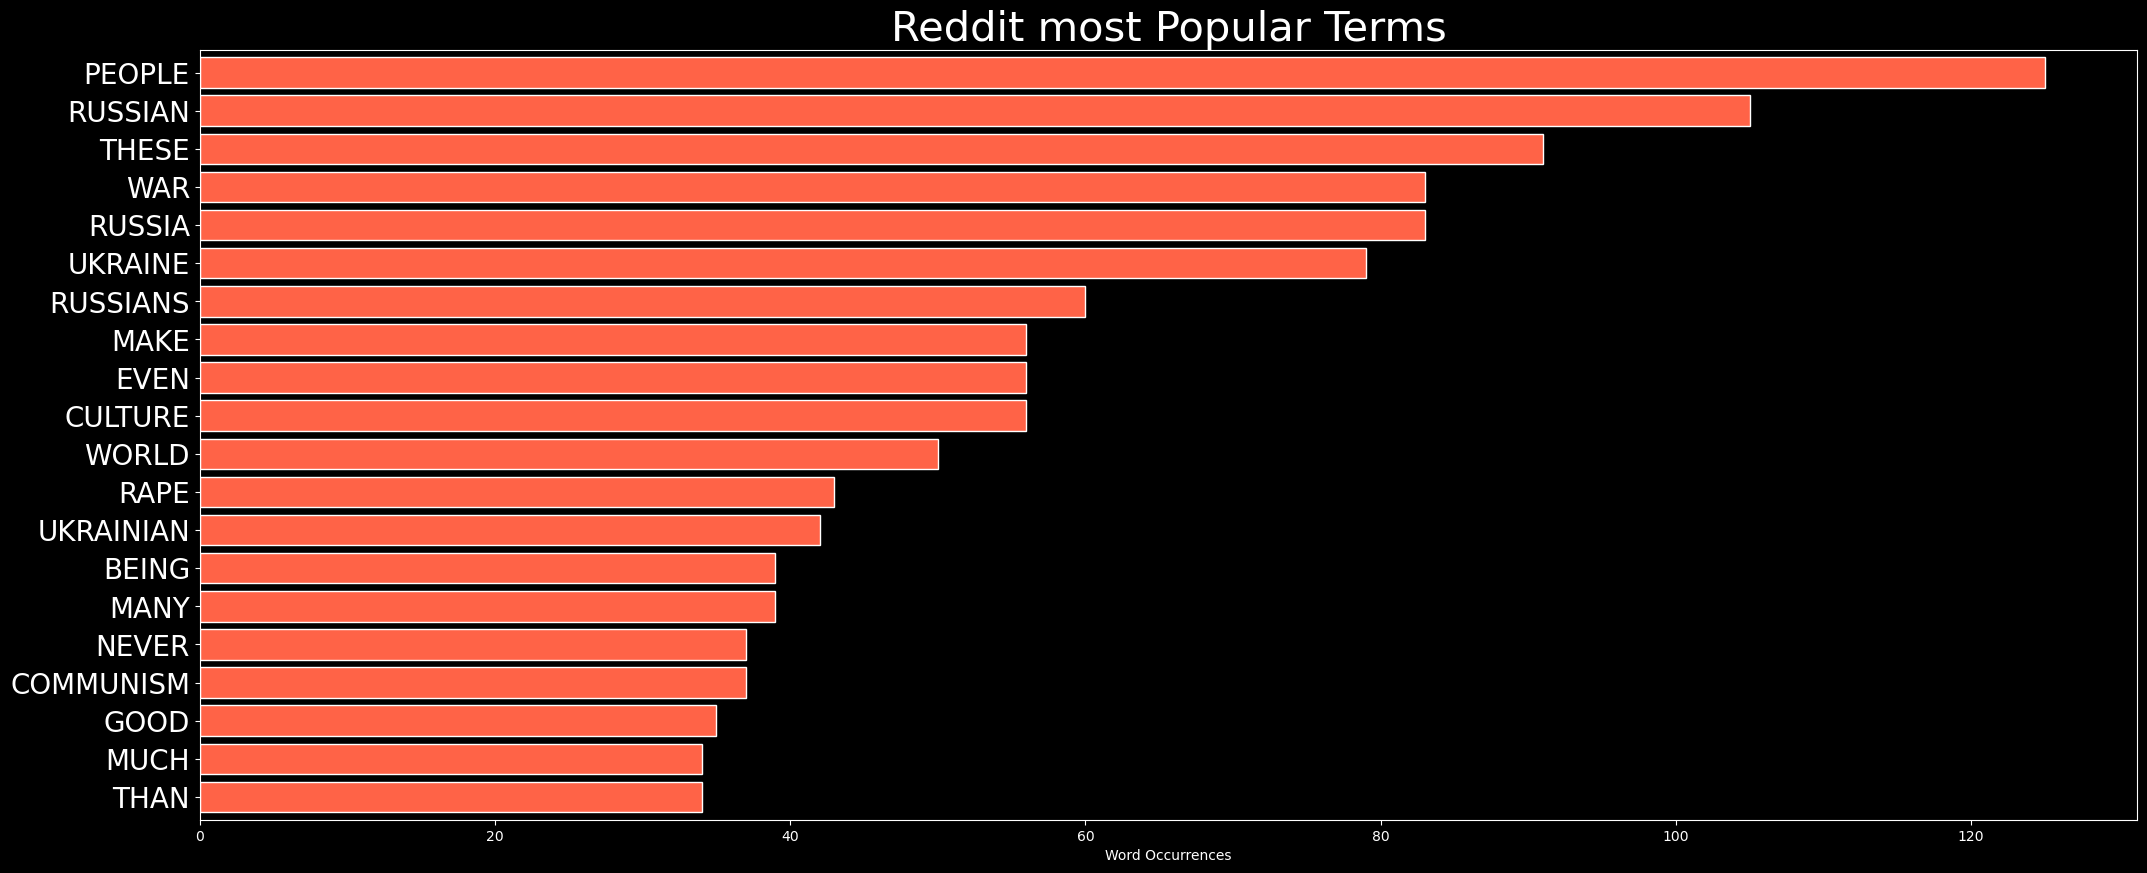 Reddit most Popular Terms
PEOPLE
RUSSIAN
THESE
WAR
RUSSIA
UKRAINE
RUSSIANS
MAKE
EVEN
CULTURE
WORLD
RAPE
UKRAINIAN
BEING
MANY
NEVER
COMMUNISM
GOOD
MUCH
THAN
0 20 40 60 80 100 120
Word Occurrences